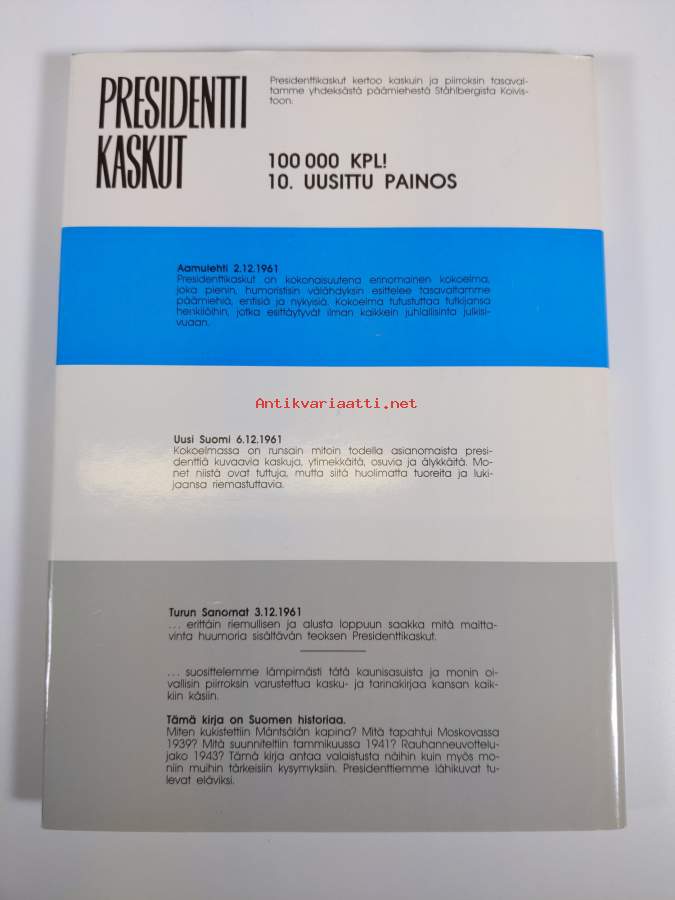 PRESIDENTTI
KASKUT
Presidenttikaskut kertoo kaskuin ja piirroksin tasaval-
tamme yhdeksästä päämiehestä Ståhlbergista Koivis-
toon.
100 000 KPL!
10. UUSITTU PAINOS
Aamulehti 2.12.1961
Presidenttikaskut on kokonaisuutena erinomainen kokoelma,
joka pienin, humoristisin välähdyksin esittelee tasavaltamme
päämiehiä, entisiä ja nykyisiä. Kokoelma tutustuttaa tutkijansa
henkilöihin, jotka esittäytyvät ilman kaikkein juhlallisinta julkisi-
vuaan.
Antikvariaatti.net
Uusi Suomi 6.12.1961
Kokoelmassa on runsain mitoin todella asianomaista presi-
denttiä kuvaavia kaskuja, ytimekkäitä, osuvia ja älykkäitä. Mo-
net niistä ovat tuttuja, mutta siitä huolimatta tuoreita ja luki-
jaansa riemastuttavia.
Turun Sanomat 3.12.1961
... erittäin riemullisen ja alusta loppuun saakka mitä maitta-
vinta huumoria sisältävän teoksen Presidenttikaskut.
... suosittelemme lämpimästi tätä kaunisasuista ja monin oi-
vallisin piirroksin varustettua kasku- ja tarinakirjaa kansan kaik-
kiin käsiin.
Tämä kirja on Suomen historiaa.
Miten kukistettiin Mäntsälän kapina? Mitä tapahtui Moskovassa
1939? Mitä suunniteltiin tammikuussa 1941? Rauhanneuvottelu-
jako 1943? Tämä kirja antaa valaistusta näihin kuin myös mo-
niin muihin tärkeisiin kysymyksiin. Presidenttiemme lähikuvat tu-
levat eläviksi.